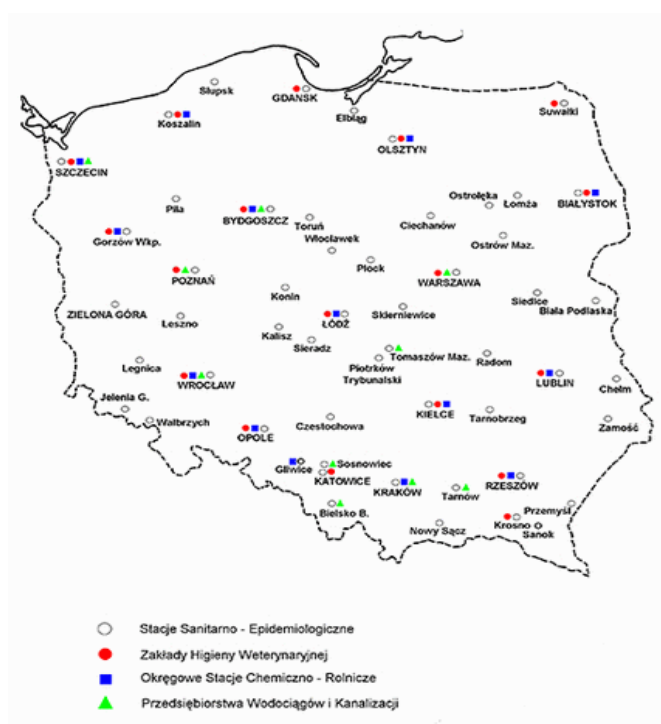 Słupsk
GDAŃSK
Koszalin
Elbląg
Suwałki
OLSZTYN
SZCZECIN
Piła
BYDGOSZCZ
Toruń
Włocławek
Ciechanów
Ostrołęka
Łomża
BIAŁYSTOK
Gorzów Wkp.
Ostrów Maz.
Płock
POZNAŃ
WARSZAWA
Konin
Siedlce
Biała Podlaska
ZIELONA GÓRA
Leszno
ŁÓDŹ
Skierniewice
Kalisz
Sieradz
Tomaszów Maz.
Piotrków
Trybunalski
Radom
Legnica
WROCŁAW
LUBLIN
Chełm
Jelenia G.
Wałbrzych
KIELCE
Tarnobrzeg
Zamość
OPOLE
Częstochowa
Gliwice
Sosnowiec
KATOWICE
KRAKÓW
Tarnów
RZESZÓW
Bielsko B.
Nowy Sącz
Krosno
Sanok
Przemyśl
Stacje Sanitarno - Epidemiologiczne
Zakłady Higieny Weterynaryjnej
Okręgowe Stacje Chemiczno - Rolnicze
Przedsiębiorstwa Wodociągów i Kanalizacji